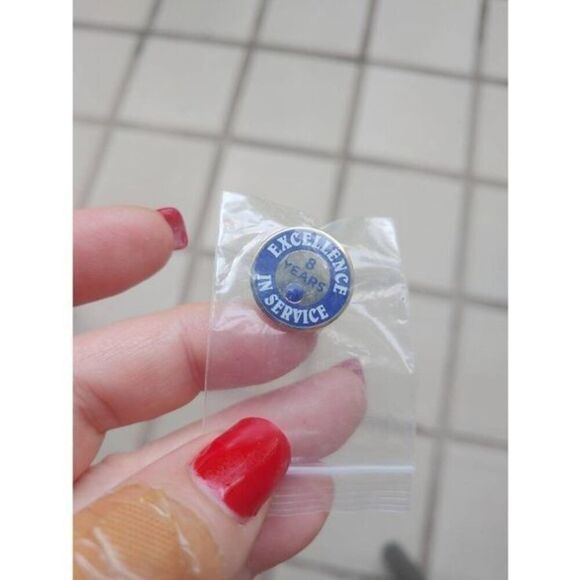 EXCELLENCE
8
YEARS
IN SERVICE